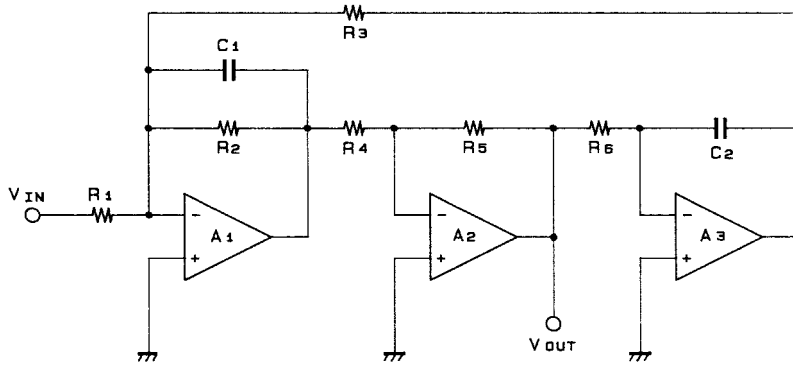 R3
C1
R2
R4
R5
R6
C2
VIN
R1
−
A1
+
−
A2
+
−
A3
+
VOUT